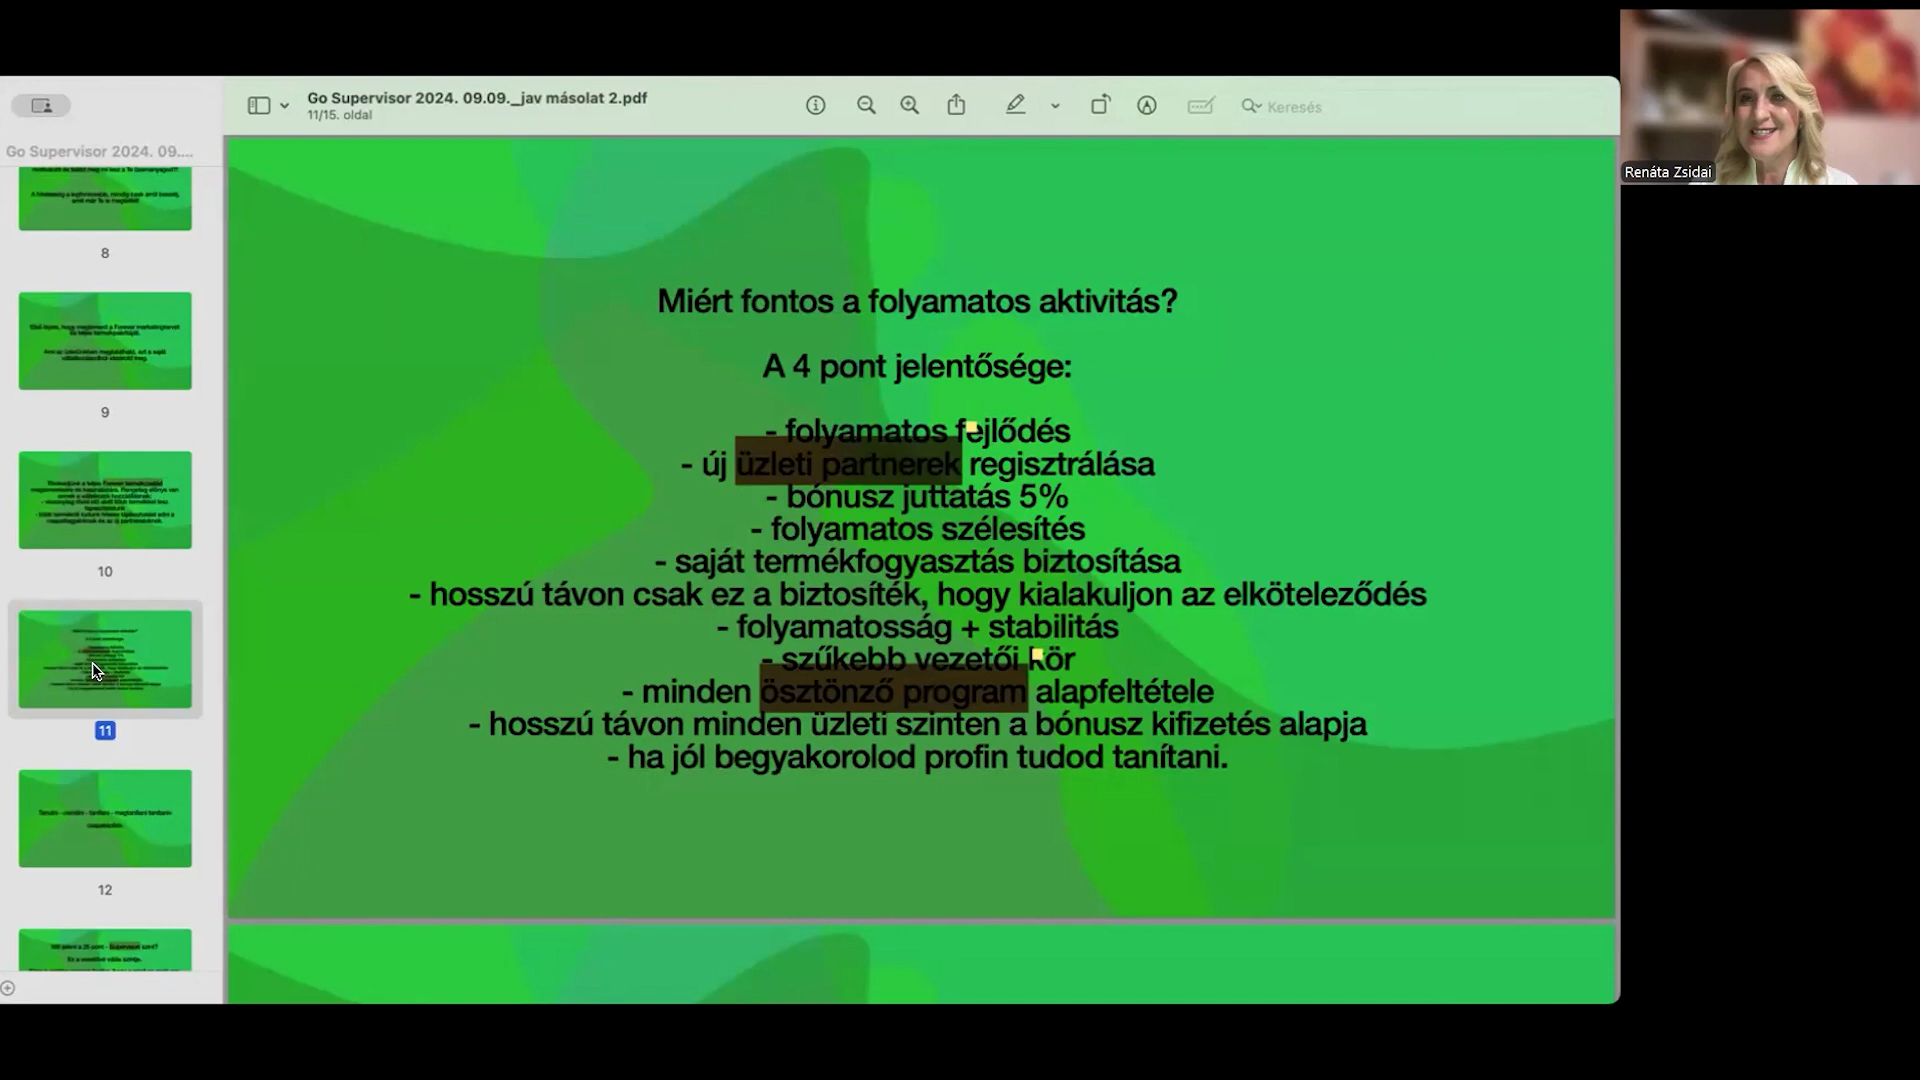 Go Supervisor 2024. 09.09._jav másolat 2.pdf
11/15. oldal
Keresés
Renáta Zsidai
Go Supervisor 2024. 09....
8
9
10
11
12
Miért fontos a folyamatos aktivitás?
A 4 pont jelentősége:
- folyamatos fejlődés
- új üzleti partnerek regisztrálása
- bónusz juttatás 5%
- folyamatos szélesítés
- saját termékfogyasztás biztosítása
- hosszú távon csak ez a biztosíték, hogy kialakuljon az elköteleződés
- folyamatosság + stabilitás
- szűkebb vezetői kör
- minden ösztönző program alapfeltétele
- hosszú távon minden üzleti szinten a bónusz kifizetés alapja
- ha jól begyakorolod profin tudod tanítani.